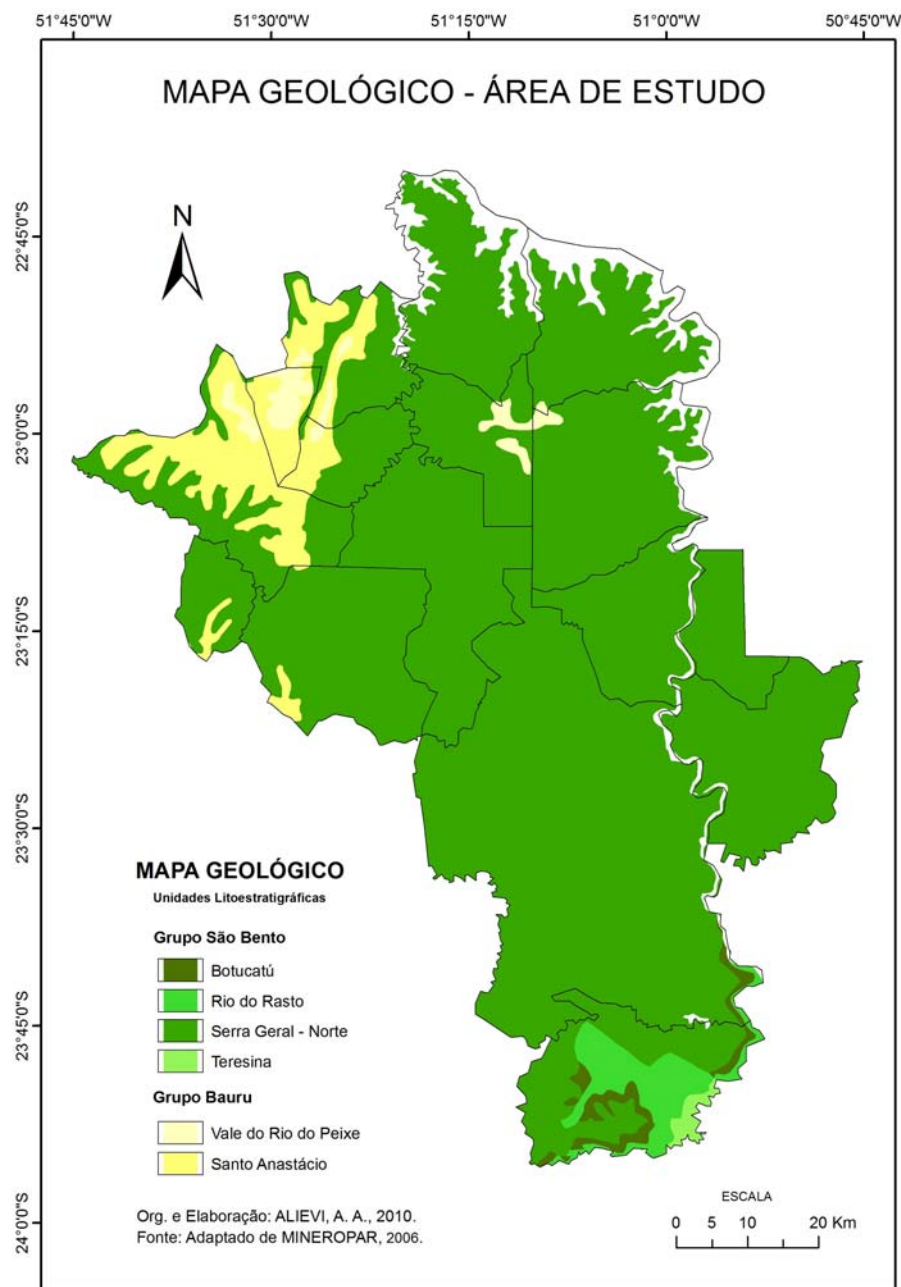 51°45'0"W 51°30'0"W 51°15'0"W 51°0'0"W 50°45'0"W
MAPA GEOLÓGICO - ÁREA DE ESTUDO
N
22°45'0"S
23°0'0"S
23°15'0"S
23°30'0"S
23°45'0"S
24°0'0"S
MAPA GEOLÓGICO
Unidades Litoestratigráficas
Grupo São Bento
Botucatú
Rio do Rasto
Serra Geral - Norte
Teresina
Grupo Bauru
Vale do Rio do Peixe
Santo Anastácio
Org. e Elaboração: ALIEVI, A. A., 2010.
Fonte: Adaptado de MINEROPAR, 2006.
ESCALA
0 5 10 20 Km